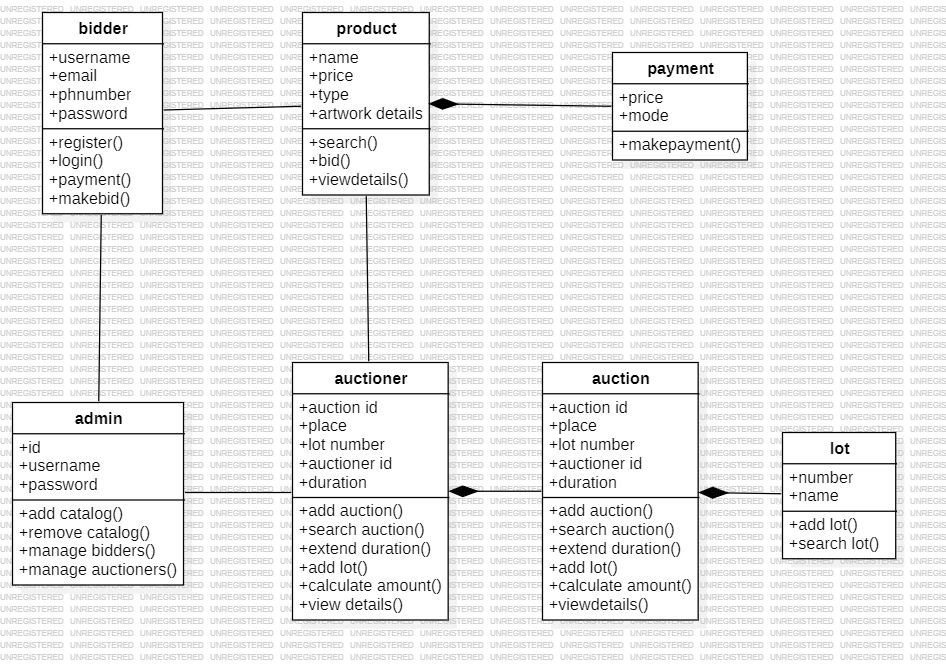 bidder
+username
+email
+phnumber
+password
+register()
+login()
+payment()
+makebid()
product
+name
+price
+type
+artwork details
+search()
+bid()
+viewdetails()
payment
+price
+mode
+makepayment()
admin
+id
+username
+password
+add catalog()
+remove catalog()
+manage bidders()
+manage auctioners()
auctioner
+auction id
+place
+lot number
+auctioner id
+duration
+add auction()
+search auction()
+extend duration()
+add lot()
+calculate amount()
+view details()
auction
+auction id
+place
+lot number
+auctioner id
+duration
+add auction()
+search auction()
+extend duration()
+add lot()
+calculate amount()
+viewdetails()
lot
+number
+name
+add lot()
+search lot()
UNREGISTERED